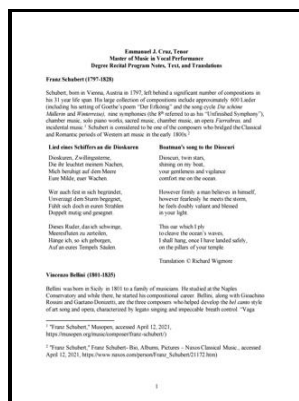 Emmanuel J. Cruz, Tenor
Master of Music in Vocal Performance
Degree Recital Program Notes, Text, and Translations
Franz Schubert (1797-1828)
Schubert, born in Vienna, Austria in 1797, left behind a significant number of compositions in
his 31 year life span. His large collection of compositions include approximately 600 Lieder
(including his setting of Goethe's poem "Der Erlkönig" and the song cycle Die schöne
Müllerin and Winterreise), nine symphonies (the 8th referred to as his "Unfinished Symphony"),
chamber music, solo piano works, sacred music, chamber music, an opera Fierrabras, and
incidental music.¹ Schubert is considered to be one of the composers who bridged the Classical
and Romantic periods of Western art music in the early 1800s.²
Lied eines Schiffers an die Dioskuren
Dioskuren, Zwillingssterne,
Die ihr leuchtet meinem Nachen,
Mich beruhigt auf dem Meere
Eure Milde, euer Wachen.
Wer auch fest in sich begründet,
Unverzagt dem Sturm begegnet,
Fühlt sich doch in euren Strahlen
Doppelt mutig und gesegnet.
Dieses Ruder, das ich schwinge,
Meeresfluten zu zerteilen,
Hänge ich, so ich geborgen,
Auf an eures Tempels Säulen.
Boatman's song to the Dioscuri
Dioscuri, twin stars,
shining on my boat,
your gentleness and vigilance
comfort me on the ocean.
However firmly a man believes in himself,
however fearlessly he meets the storm,
he feels doubly valiant and blessed
in your light.
This oar which I ply
to cleave the ocean's waves,
I shall hang, once I have landed safely,
on the pillars of your temple.
Translation © Richard Wigmore
Vincenzo Bellini (1801-1835)
Bellini was born in Sicily in 1801 to a family of musicians. He studied at the Naples
Conservatory and while there, he started his compositional career. Bellini, along with Gioachino
Rossini and Gaetano Donizetti, are the three composers who helped develop the bel canto style
of art song and opera, characterized by legato singing and impeccable breath control. "Vaga
¹ "Franz Schubert," Musopen, accessed April 12, 2021,
https://musopen.org/music/composer/franz-schubert/).
² "Franz Schubert," Franz Schubert- Bio, Albums, Pictures – Naxos Classical Music., accessed
April 12, 2021, https://www.naxos.com/person/Franz_Schubert/21172.htm)
1